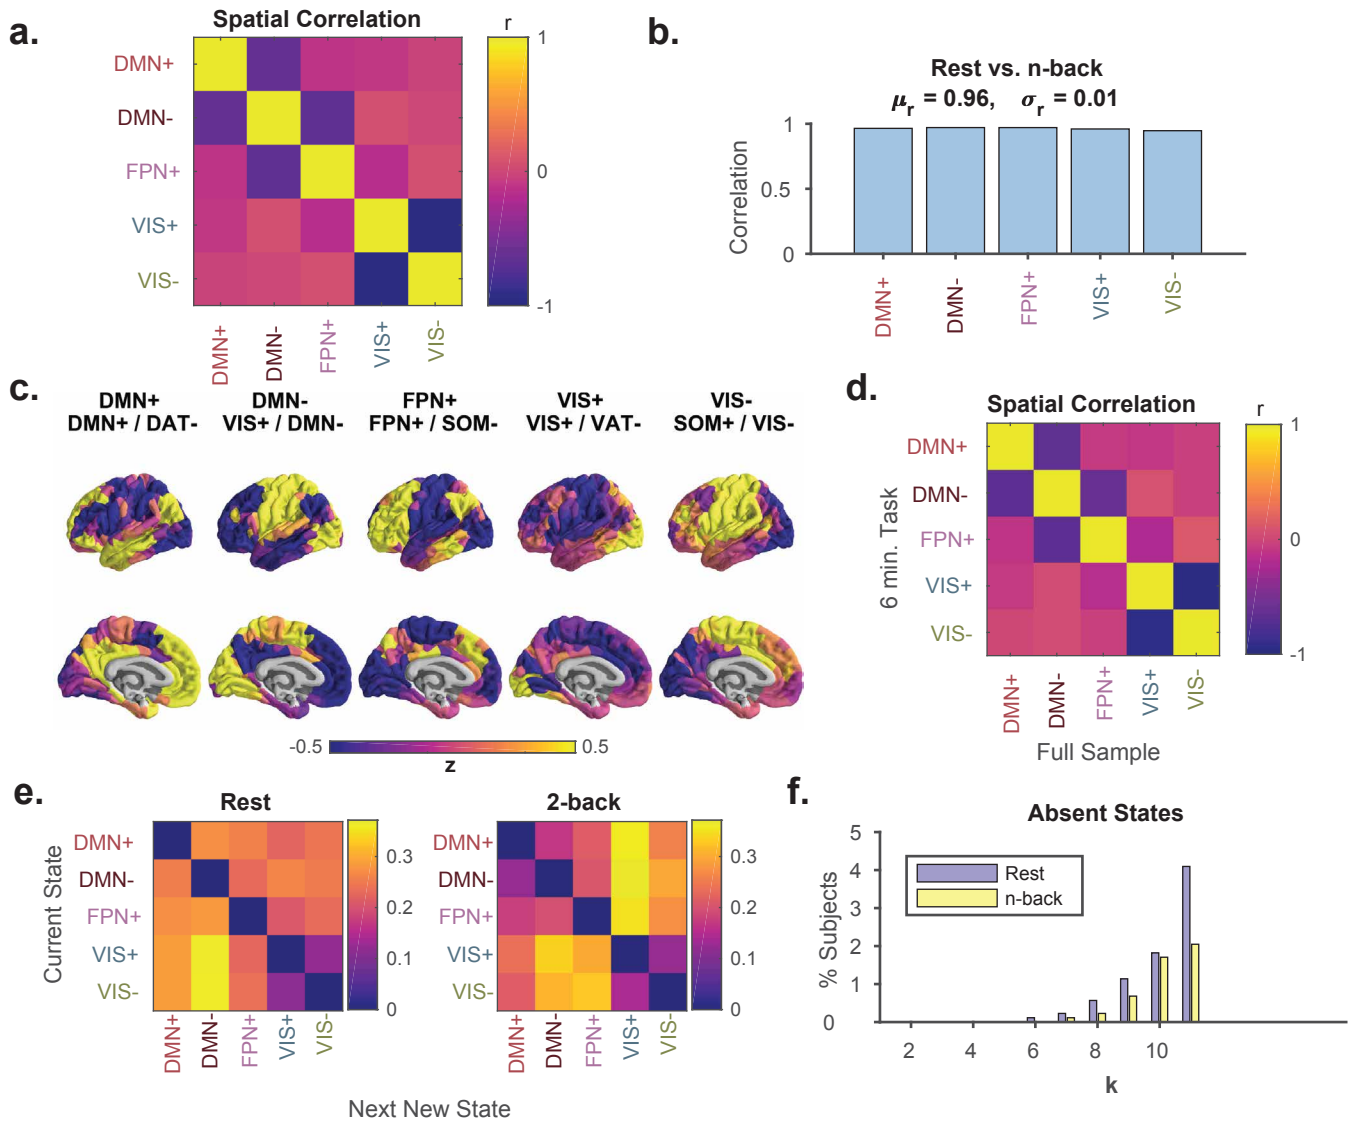 a.
Spatial Correlation
r
DMN+
DMN-
FPN+
VIS+
VIS-
1
0
-1
DMN+
DMN-
FPN+
VIS+
VIS-
b.
Rest vs. n-back
μr = 0.96, σr = 0.01
Correlation
1
0.5
0
DMN+
DMN-
FPN+
VIS+
VIS-
c.
DMN+
DMN+ / DAT-
DMN-
VIS+ / DMN-
FPN+
FPN+ / SOM-
VIS+
VIS+ / VAT-
VIS-
SOM+ / VIS-
-0.5
0.5
z
d.
Spatial Correlation
r
6 min. Task
DMN+
DMN-
FPN+
VIS+
VIS-
1
0
-1
DMN+
DMN-
FPN+
VIS+
VIS-
Full Sample
e.
Rest
Current State
DMN+
DMN-
FPN+
VIS+
VIS-
0.3
0.2
0.1
0
DMN+
DMN-
FPN+
VIS+
VIS-
2-back
DMN+
DMN-
FPN+
VIS+
VIS-
0.3
0.2
0.1
0
DMN+
DMN-
FPN+
VIS+
VIS-
Next New State
f.
Absent States
% Subjects
5
4
3
2
1
0
Rest
n-back
2
4
6
8
10
k